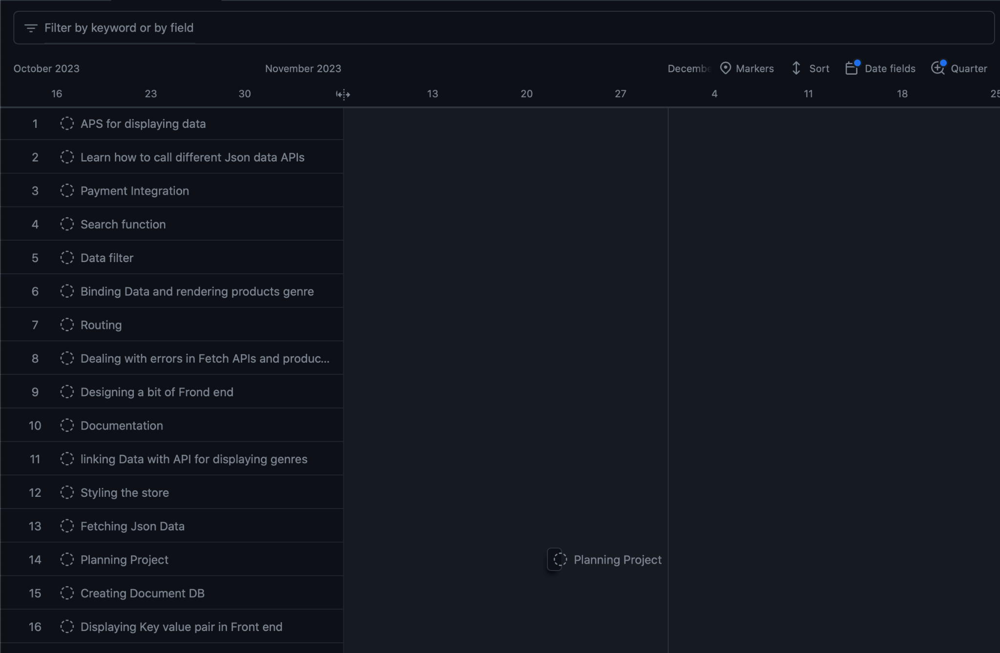 Filter by keyword or by field
October 2023 November 2023 Markers Sort Date fields Quarter
16 23 30 13 20 27 4 11 18 25
1 APS for displaying data
2 Learn how to call different Json data APIs
3 Payment Integration
4 Search function
5 Data filter
6 Binding Data and rendering products genre
7 Routing
8 Dealing with errors in Fetch APIs and produc...
9 Designing a bit of Frond end
10 Documentation
11 linking Data with API for displaying genres
12 Styling the store
13 Fetching Json Data
14 Planning Project Planning Project
15 Creating Document DB
16 Displaying Key value pair in Front end